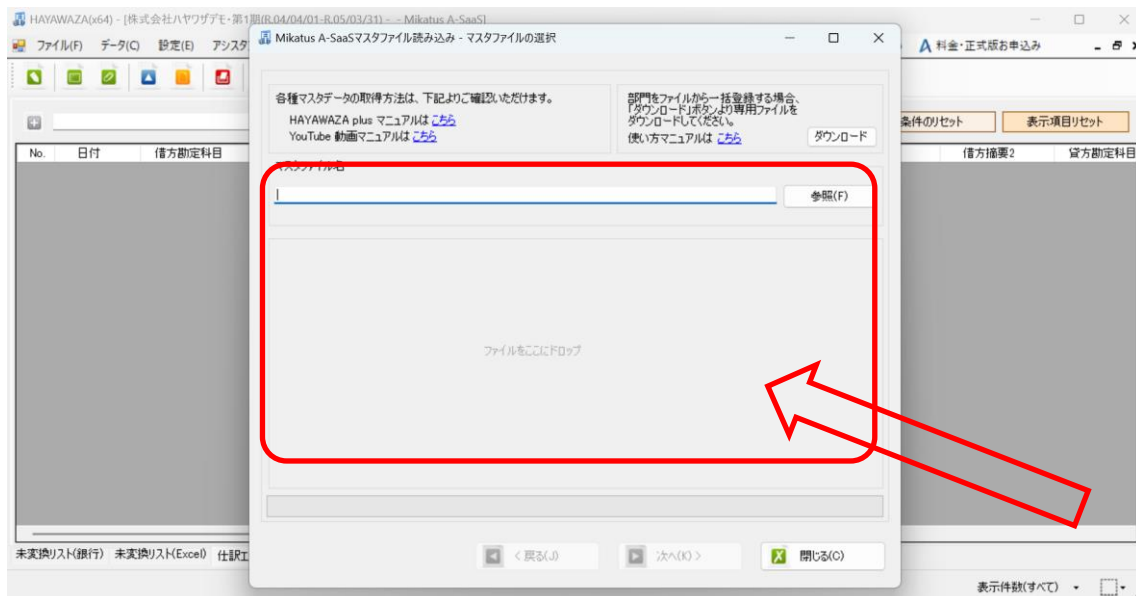 HAYAWAZA(x64) - [株式会社ハヤワザデモ・第1期(R.04/04/01-R.05/03/31) - - Mikatus A-SaaS]
ファイル(F) データ(C) 設定(E) アシスタ
料金・正式版お申込み
Mikatus A-SaaSマスタファイル読み込み - マスタファイルの選択
各種マスタデータの取得方法は、下記よりご確認いただけます。
HAYAWAZA plus マニュアルは こちら
YouTube 動画マニュアルは こちら
部門をファイルから一括登録する場合、
「ダウンロード」ボタンより専用ファイルを
ダウンロードしてください。
使い方マニュアルは こちら
ダウンロード
条件のリセット 表示項目リセット
No. 日付 借方勘定科目
借方摘要2 貸方勘定科目
マスタファイル名
参照(F)
ファイルをここにドロップ
< 戻る(J) 次へ(K) > 閉じる(C)
未変換リスト(銀行) 未変換リスト(Excel) 仕訳エ
表示件数(すべて)